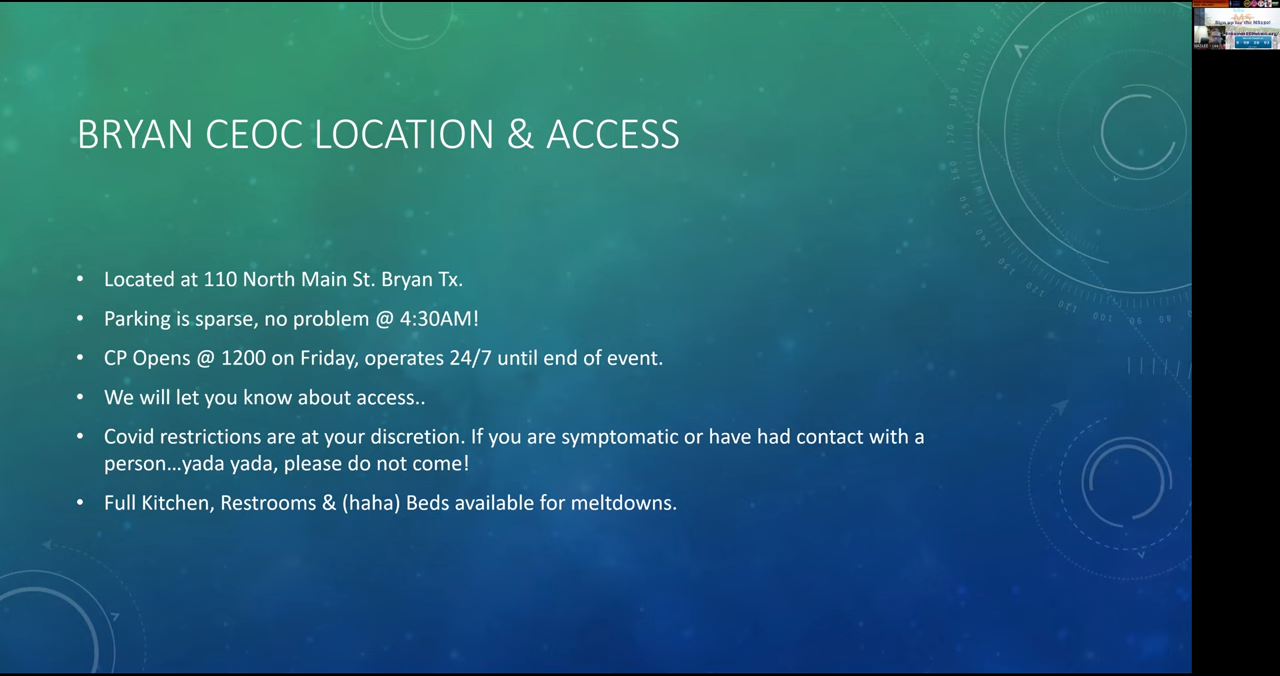 BRYAN CEOC LOCATION & ACCESS
• Located at 110 North Main St. Bryan Tx.
• Parking is sparse, no problem @ 4:30AM!
• CP Opens @ 1200 on Friday, operates 24/7 until end of event.
• We will let you know about access..
• Covid restrictions are at your discretion. If you are symptomatic or have had contact with a
person...yada yada, please do not come!
• Full Kitchen, Restrooms & (haha) Beds available for meltdowns.